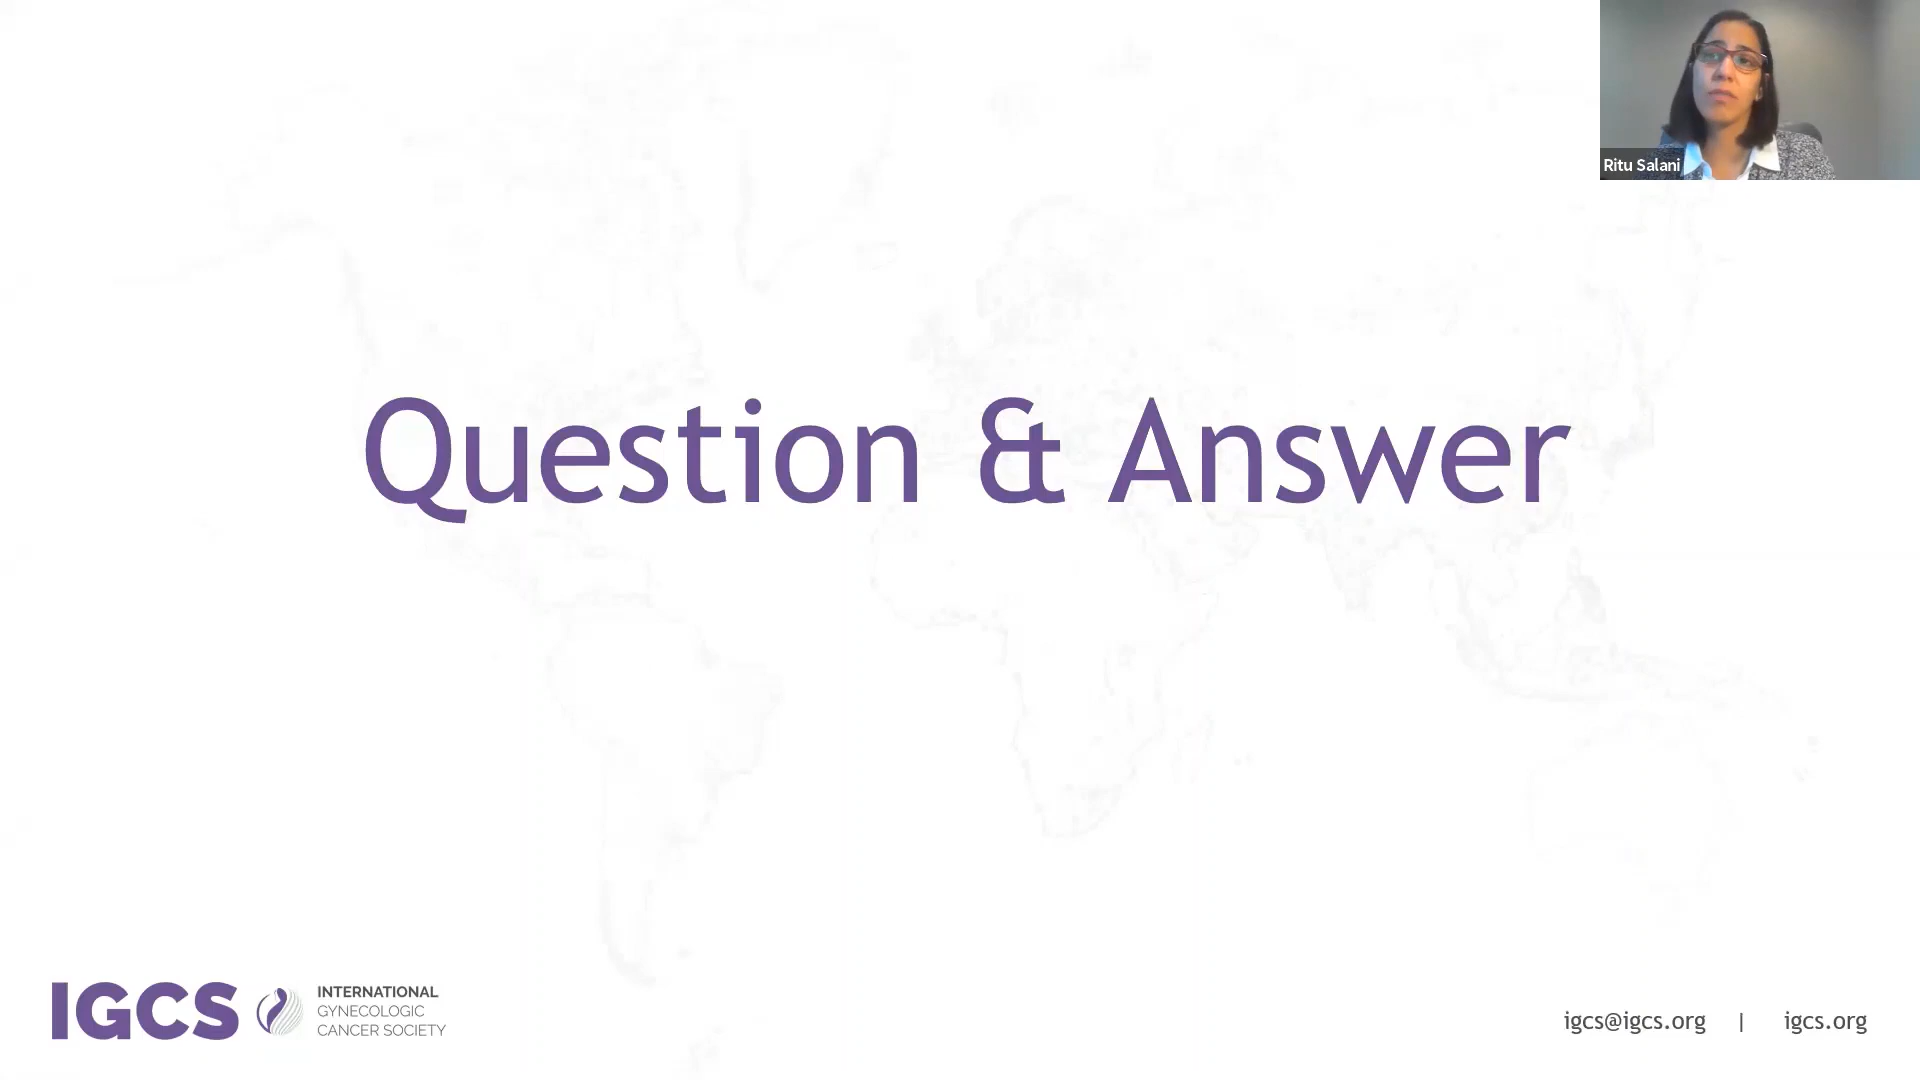 Ritu Salani
Question & Answer
IGCS
INTERNATIONAL
GYNECOLOGIC
CANCER SOCIETY
igcs@igcs.org | igcs.org